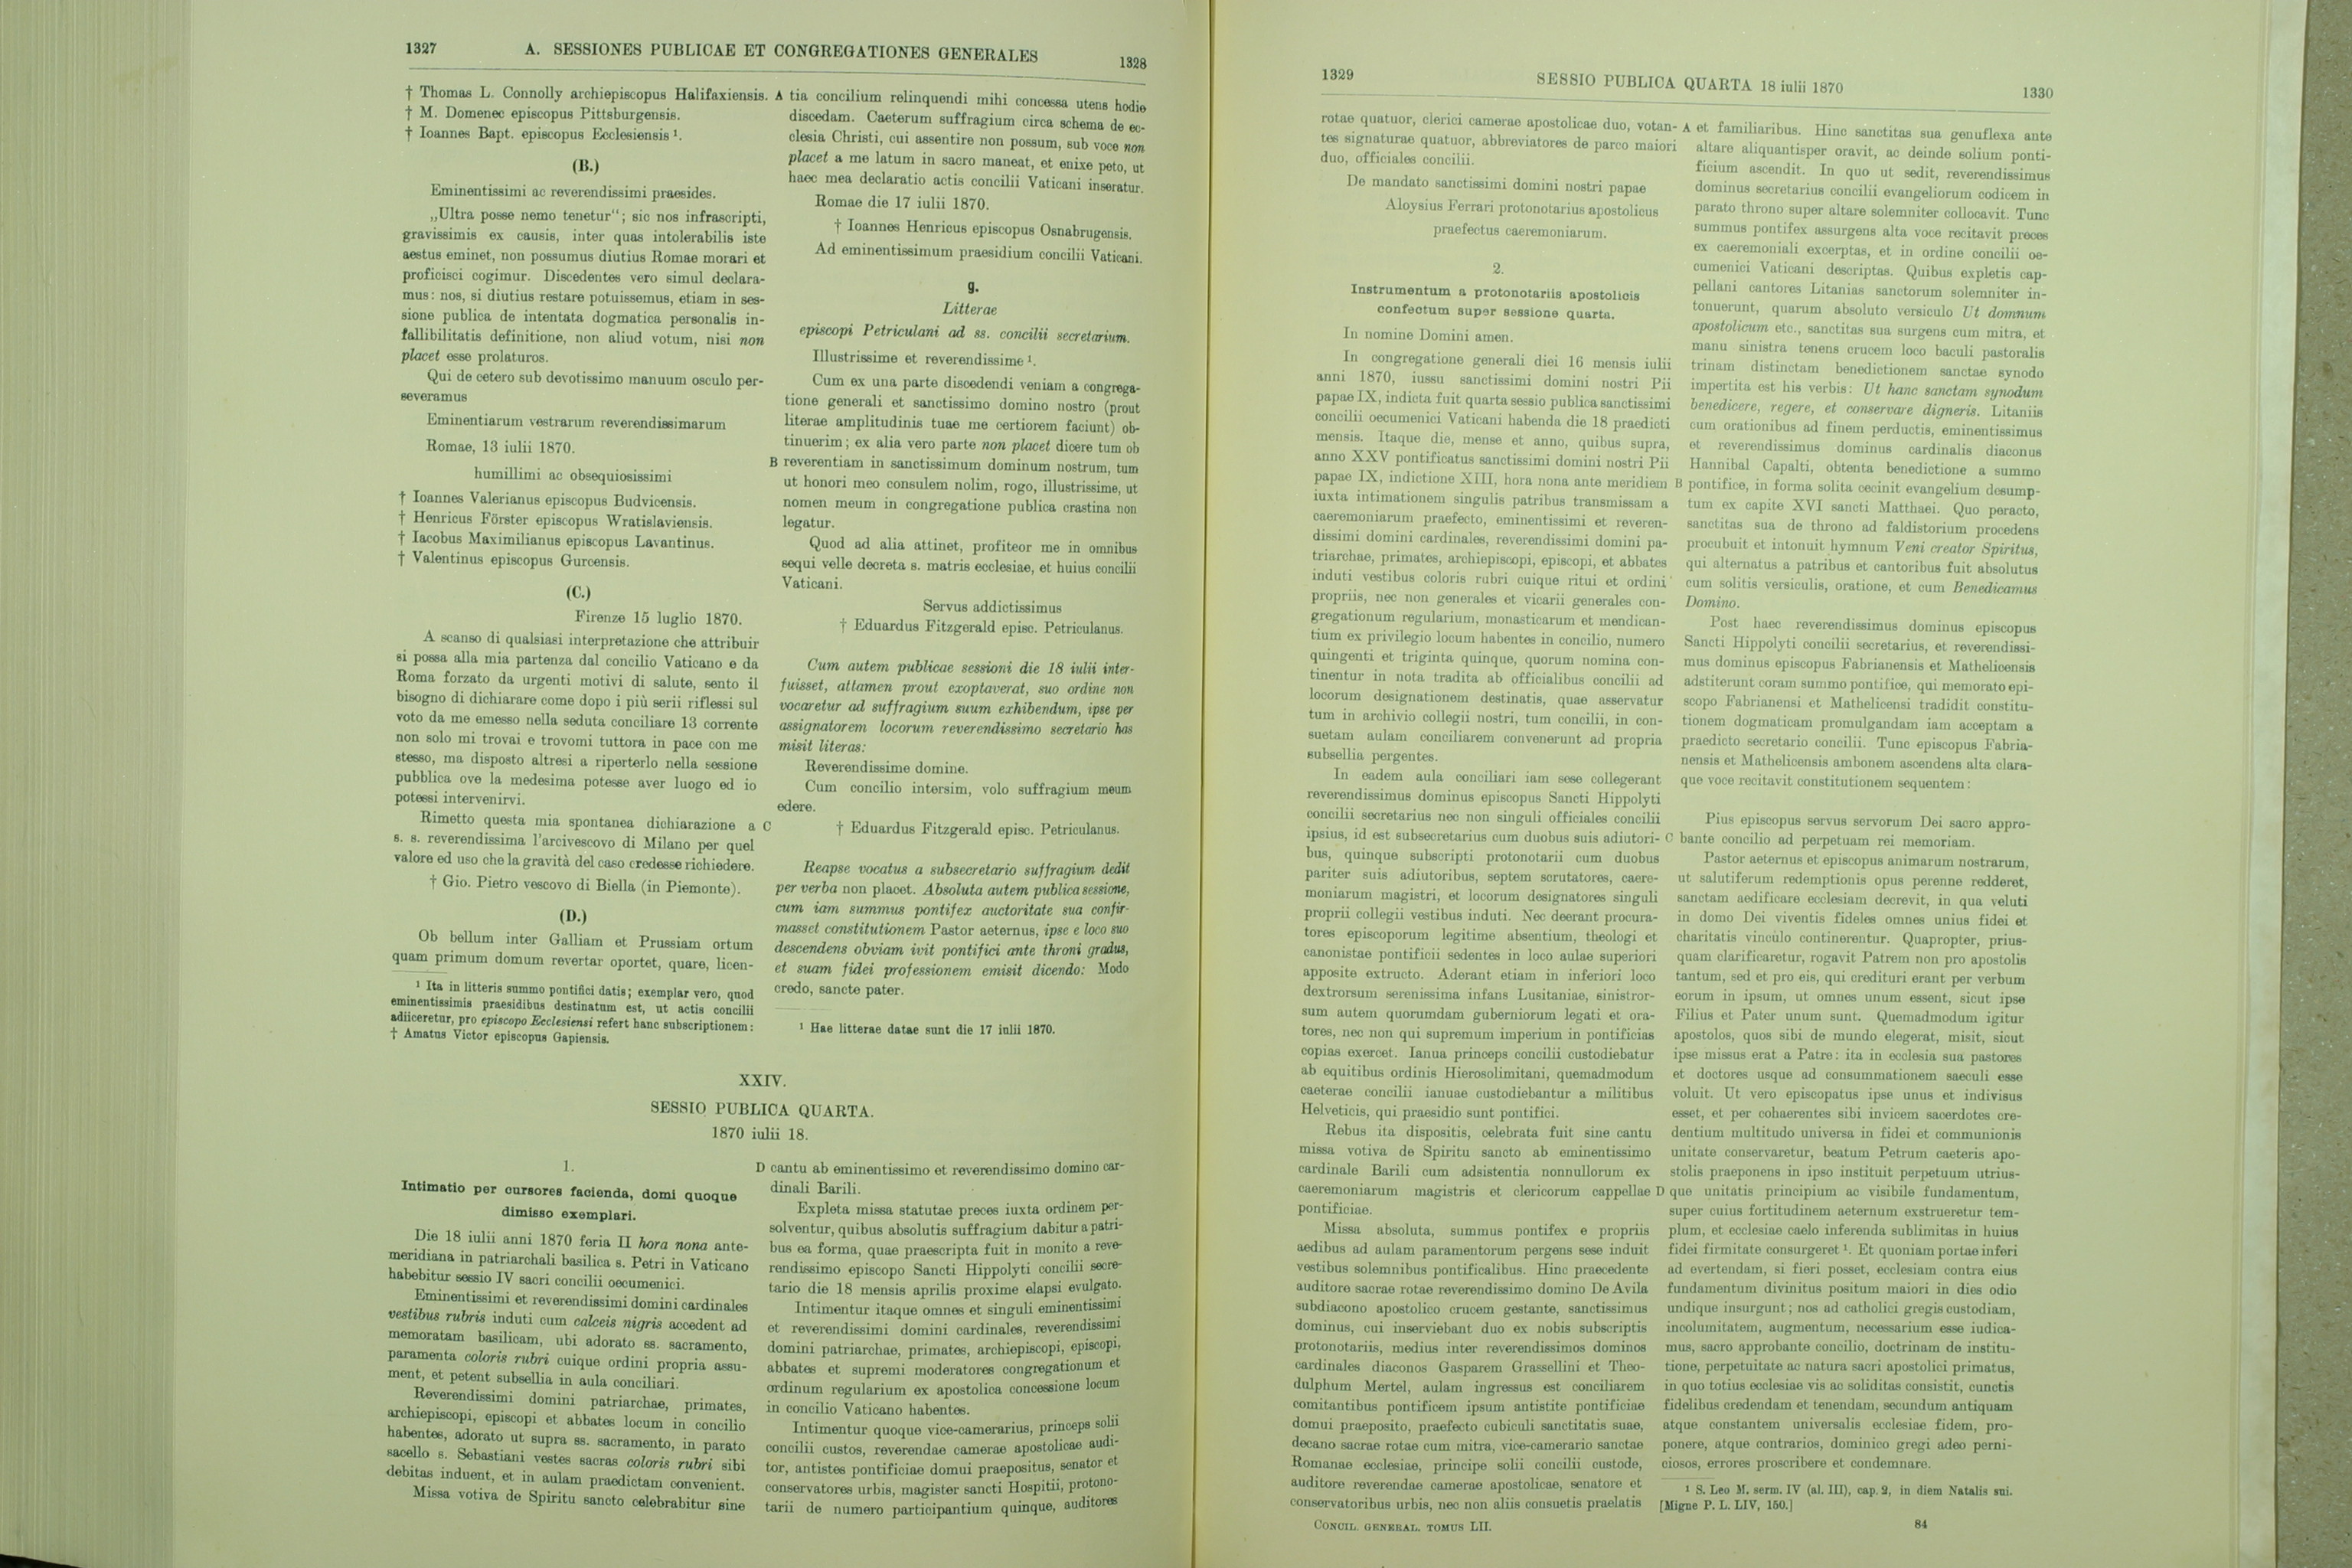 1327
A. SESSIONES PUBLICAE ET CONGREGATIONES GENERALES
1328
† Thomas L. Connolly archiepiscopus Halifaxiensis.
† M. Domenec episcopus Pittsburgensis.
† Ioannes Bapt. episcopus Ecclesiensis ¹.
(B.)
Eminentissimi ac reverendissimi praesides.
„Ultra posse nemo tenetur“; sic nos infrascripti,
gravissimis ex causis, inter quas intolerabilis iste
aestus eminet, non possumus diutius Romae morari et
proficisci cogimur. Discedentes vero simul declara-
mus: nos, si diutius restare potuissemus, etiam in ses-
sione publica de intentata dogmatica personalis in-
fallibilitatis definitione, non aliud votum, nisi non
placet esse prolaturos.
Qui de cetero sub devotissimo manuum osculo per-
severamus
Eminentiarum vestrarum reverendissimarum
Romae, 13 iulii 1870.
humillimi ac obsequiosissimi
† Ioannes Valerianus episcopus Budvicensis.
† Henricus Förster episcopus Wratislaviensis.
† Iacobus Maximilianus episcopus Lavantinus.
† Valentinus episcopus Gurcensis.
(C.)
Firenze 15 luglio 1870.
A scanso di qualsiasi interpretazione che attribuir
si possa alla mia partenza dal concilio Vaticano e da
Roma forzato da urgenti motivi di salute, sento il
bisogno di dichiarare come dopo i più serii riflessi sul
voto da me emesso nella seduta conciliare 13 corrente
non solo mi trovai e trovomi tuttora in pace con me
stesso, ma disposto altresi a riperterlo nella sessione
pubblica ove la medesima potesse aver luogo ed io
potessi intervenirvi.
Rimetto questa mia spontanea dichiarazione a
s. s. reverendissima l'arcivescovo di Milano per quel
valore ed uso che la gravità del caso credesse richiedere.
† Gio. Pietro vescovo di Biella (in Piemonte).
(D.)
Ob bellum inter Galliam et Prussiam ortum
quam primum domum revertar oportet, quare, licen-
¹ Ita in litteris summo pontifici datis; exemplar vero, quod
eminentissimis praesidibus destinatum est, ut actis concilii
adiiceretur, pro episcopo Ecclesiensi refert hanc subscriptionem:
† Amatus Victor episcopus Gapiensis.
A tia concilium relinquendi mihi concessa utens hodie
discedam. Caeterum suffragium circa schema de ec-
clesia Christi, cui assentire non possum, sub voce non
placet a me latum in sacro maneat, et enixe peto, ut
haec mea declaratio actis concilii Vaticani inseratur.
Romae die 17 iulii 1870.
† Ioannes Henricus episcopus Osnabrugensis.
Ad eminentissimum praesidium concilii Vaticani.
g.
Litterae
episcopi Petriculani ad ss. concilii secretarium.
Illustrissime et reverendissime ¹.
Cum ex una parte discedendi veniam a congrega-
tione generali et sanctissimo domino nostro (prout
literae amplitudinis tuae me certiorem faciunt) ob-
tinuerim; ex alia vero parte non placet dicere tum ob
B reverentiam in sanctissimum dominum nostrum, tum
ut honori meo consulem nolim, rogo, illustrissime, ut
nomen meum in congregatione publica crastina non
legatur.
Quod ad alia attinet, profiteor me in omnibus
sequi velle decreta s. matris ecclesiae, et huius concilii
Vaticani.
Servus addictissimus
† Eduardus Fitzgerald episc. Petriculanus.
Cum autem publicae sessioni die 18 iulii inter-
fuisset, attamen prout exoptaverat, suo ordine non
vocaretur ad suffragium suum exhibendum, ipse per
assignatorem locorum reverendissimo secretario has
misit literas:
Reverendissime domine.
Cum concilio intersim, volo suffragium meum
edere.
C † Eduardus Fitzgerald episc. Petriculanus.
Reapse vocatus a subsecretario suffragium dedit
per verba non placet. Absoluta autem publica sessione,
cum iam summus pontifex auctoritate sua confir-
masset constitutionem Pastor aeternus, ipse e loco suo
descendens obviam ivit pontifici ante throni gradus,
et suam fidei professionem emisit dicendo: Modo
credo, sancte pater.
¹ Hae litterae datae sunt die 17 iulii 1870.
XXIV.
SESSIO PUBLICA QUARTA.
1870 iulii 18.
1.
Intimatio per cursores facienda, domi quoque
dimisso exemplari.
Die 18 iulii anni 1870 feria II hora nona ante-
meridiana in patriarchali basilica s. Petri in Vaticano
habebitur sessio IV sacri concilii oecumenici.
Eminentissimi et reverendissimi domini cardinales
vestibus rubris induti cum calceis nigris accedent ad
memoratam basilicam, ubi adorato ss. sacramento,
paramenta coloris rubri cuique ordini propria assu-
ment, et petent subsellia in aula conciliari.
Reverendissimi domini patriarchae, primates,
archiepiscopi, episcopi et abbates locum in concilio
habentes, adorato ut supra ss. sacramento, in parato
sacello s. Sebastiani vestes sacras coloris rubri sibi
debitas induent, et in aulam praedictam convenient.
Missa votiva de Spiritu sancto celebrabitur sine
D cantu ab eminentissimo et reverendissimo domino car-
dinali Barili.
Expleta missa statutae preces iuxta ordinem per-
solventur, quibus absolutis suffragium dabitur a patri-
bus ea forma, quae praescripta fuit in monito a reve-
rendissimo episcopo Sancti Hippolyti concilii secre-
tario die 18 mensis aprilis proxime elapsi evulgato.
Intimentur itaque omnes et singuli eminentissimi
et reverendissimi domini cardinales, reverendissimi
domini patriarchae, primates, archiepiscopi, episcopi,
abbates et supremi moderatores congregationum et
ordinum regularium ex apostolica concessione locum
in concilio Vaticano habentes.
Intimentur quoque vice-camerarius, princeps solii
concilii custos, reverendae camerae apostolicae audi-
tor, antistes pontificiae domui praepositus, senator et
conservatores urbis, magister sancti Hospitii, protono-
tarii de numero participantium quinque, auditores
1329
SESSIO PUBLICA QUARTA 18 iulii 1870
1330
rotae quatuor, clerici camerae apostolicae duo, votan-
tes signaturae quatuor, abbreviatores de parco maiori
duo, officiales concilii.
De mandato sanctissimi domini nostri papae
Aloysius Ferrari protonotarius apostolicus
praefectus caeremoniarum.
2.
Instrumentum a protonotariis apostolicis
confectum super sessione quarta.
In nomine Domini amen.
In congregatione generali diei 16 mensis iulii
anni 1870, iussu sanctissimi domini nostri Pii
papae IX, indicta fuit quarta sessio publica sanctissimi
concilii oecumenici Vaticani habenda die 18 praedicti
mensis. Itaque die, mense et anno, quibus supra,
anno XXV pontificatus sanctissimi domini nostri Pii
papae IX, indictione XIII, hora nona ante meridiem
iuxta intimationem singulis patribus transmissam a
caeremoniarum praefecto, eminentissimi et reveren-
dissimi domini cardinales, reverendissimi domini pa-
triarchae, primates, archiepiscopi, episcopi, et abbates
induti vestibus coloris rubri cuique ritui et ordini
propriis, nec non generales et vicarii generales con-
gregationum regularium, monasticarum et mendican-
tium ex privilegio locum habentes in concilio, numero
quingenti et triginta quinque, quorum nomina con-
tinentur in nota tradita ab officialibus concilii ad
locorum designationem destinatis, quae asservatur
tum in archivio collegii nostri, tum concilii, in con-
suetam aulam conciliarem convenerunt ad propria
subsellia pergentes.
In eadem aula conciliari iam sese collegerant
reverendissimus dominus episcopus Sancti Hippolyti
concilii secretarius nec non singuli officiales concilii
ipsius, id est subsecretarius cum duobus suis adiutori-
bus, quinque subscripti protonotarii cum duobus
pariter suis adiutoribus, septem scrutatores, caere-
moniarum magistri, et locorum designatores singuli
proprii collegii vestibus induti. Nec deerant procura-
tores episcoporum legitime absentium, theologi et
canonistae pontificii sedentes in loco aulae superiori
apposite extructo. Aderant etiam in inferiori loco
dextrorsum serenissima infans Lusitaniae, sinistror-
sum autem quorumdam guberniorum legati et ora-
tores, nec non qui supremum imperium in pontificias
copias exercet. Ianua princeps concilii custodiebatur
ab equitibus ordinis Hierosolimitani, quemadmodum
caeterae concilii ianuae custodiebantur a militibus
Helveticis, qui praesidio sunt pontifici.
Rebus ita dispositis, celebrata fuit sine cantu
missa votiva de Spiritu sancto ab eminentissimo
cardinale Barili cum adsistentia nonnullorum ex
caeremoniarum magistris et clericorum cappellae
pontificiae.
Missa absoluta, summus pontifex e propriis
aedibus ad aulam paramentorum pergens sese induit
vestibus solemnibus pontificalibus. Hinc praecedente
auditore sacrae rotae reverendissimo domino De Avila
subdiacono apostolico crucem gestante, sanctissimus
dominus, cui inserviebant duo ex nobis subscriptis
protonotariis, medius inter reverendissimos dominos
cardinales diaconos Gasparem Grassellini et Theo-
dulphum Mertel, aulam ingressus est conciliarem
comitantibus pontificem ipsum antistite pontificiae
domui praeposito, praefecto cubiculi sanctitatis suae,
decano sacrae rotae cum mitra, vice-camerario sanctae
Romanae ecclesiae, principe solii concilii custode,
auditore reverendae camerae apostolicae, senatore et
conservatoribus urbis, nec non aliis consuetis praelatis
A et familiaribus. Hinc sanctitas sua genuflexa ante
altare aliquantisper oravit, ac deinde solium ponti-
ficium ascendit. In quo ut sedit, reverendissimus
dominus secretarius concilii evangeliorum codicem in
parato throno super altare solemniter collocavit. Tunc
summus pontifex assurgens alta voce recitavit preces
ex caeremoniali excerptas, et in ordine concilii oe-
cumenici Vaticani descriptas. Quibus expletis cap-
pellani cantores Litanias sanctorum solemniter in-
tonuerunt, quarum absoluto versiculo Ut domnum
apostolicum etc., sanctitas sua surgens cum mitra, et
manu sinistra tenens crucem loco baculi pastoralis
trinam distinctam benedictionem sanctae synodo
impertita est his verbis: Ut hanc sanctam synodum
benedicere, regere, et conservare digneris. Litaniis
cum orationibus ad finem perductis, eminentissimus
et reverendissimus dominus cardinalis diaconus
Hannibal Capalti, obtenta benedictione a summo
B pontifice, in forma solita cecinit evangelium desump-
tum ex capite XVI sancti Matthaei. Quo peracto,
sanctitas sua de throno ad faldistorium procedens
procubuit et intonuit hymnum Veni creator Spiritus,
qui alternatus a patribus et cantoribus fuit absolutus
cum solitis versiculis, oratione, et cum Benedicamus
Domino.
Post haec reverendissimus dominus episcopus
Sancti Hippolyti concilii secretarius, et reverendissi-
mus dominus episcopus Fabrianensis et Mathelicensis
adstiterunt coram summo pontifice, qui memorato epi-
scopo Fabrianensi et Mathelicensi tradidit constitu-
tionem dogmaticam promulgandam iam acceptam a
praedicto secretario concilii. Tunc episcopus Fabria-
nensis et Mathelicensis ambonem ascendens alta clara-
que voce recitavit constitutionem sequentem:
Pius episcopus servus servorum Dei sacro appro-
C bante concilio ad perpetuam rei memoriam.
Pastor aeternus et episcopus animarum nostrarum,
ut salutiferum redemptionis opus perenne redderet,
sanctam aedificare ecclesiam decrevit, in qua veluti
in domo Dei viventis fideles omnes unius fidei et
charitatis vinculo continerentur. Quapropter, prius-
quam clarificaretur, rogavit Patrem non pro apostolis
tantum, sed et pro eis, qui credituri erant per verbum
eorum in ipsum, ut omnes unum essent, sicut ipse
Filius et Pater unum sunt. Quemadmodum igitur
apostolos, quos sibi de mundo elegerat, misit, sicut
ipse missus erat a Patre: ita in ecclesia sua pastores
et doctores usque ad consummationem saeculi esse
voluit. Ut vero episcopatus ipse unus et indivisus
esset, et per cohaerentes sibi invicem sacerdotes cre-
dentium multitudo universa in fidei et communionis
unitate conservaretur, beatum Petrum caeteris apo-
stolis praeponens in ipso instituit perpetuum utrius-
D que unitatis principium ac visibile fundamentum,
super cuius fortitudinem aeternum exstrueretur tem-
plum, et ecclesiae caelo inferenda sublimitas in huius
fidei firmitate consurgeret ¹. Et quoniam portae inferi
ad evertendam, si fieri posset, ecclesiam contra eius
fundamentum divinitus positum maiori in dies odio
undique insurgunt; nos ad catholici gregis custodiam,
incolumitatem, augmentum, necessarium esse iudica-
mus, sacro approbante concilio, doctrinam de institu-
tione, perpetuitate ac natura sacri apostolici primatus,
in quo totius ecclesiae vis ac soliditas consistit, cunctis
fidelibus credendam et tenendam, secundum antiquam
atque constantem universalis ecclesiae fidem, pro-
ponere, atque contrarios, dominico gregi adeo perni-
ciosos, errores proscribere et condemnare.
¹ S. Leo M. serm. IV (al. III), cap. 2, in diem Natalis sui.
[Migne P. L. LIV, 150.]
CONCIL. GENERAL. TOMUS LII.
84